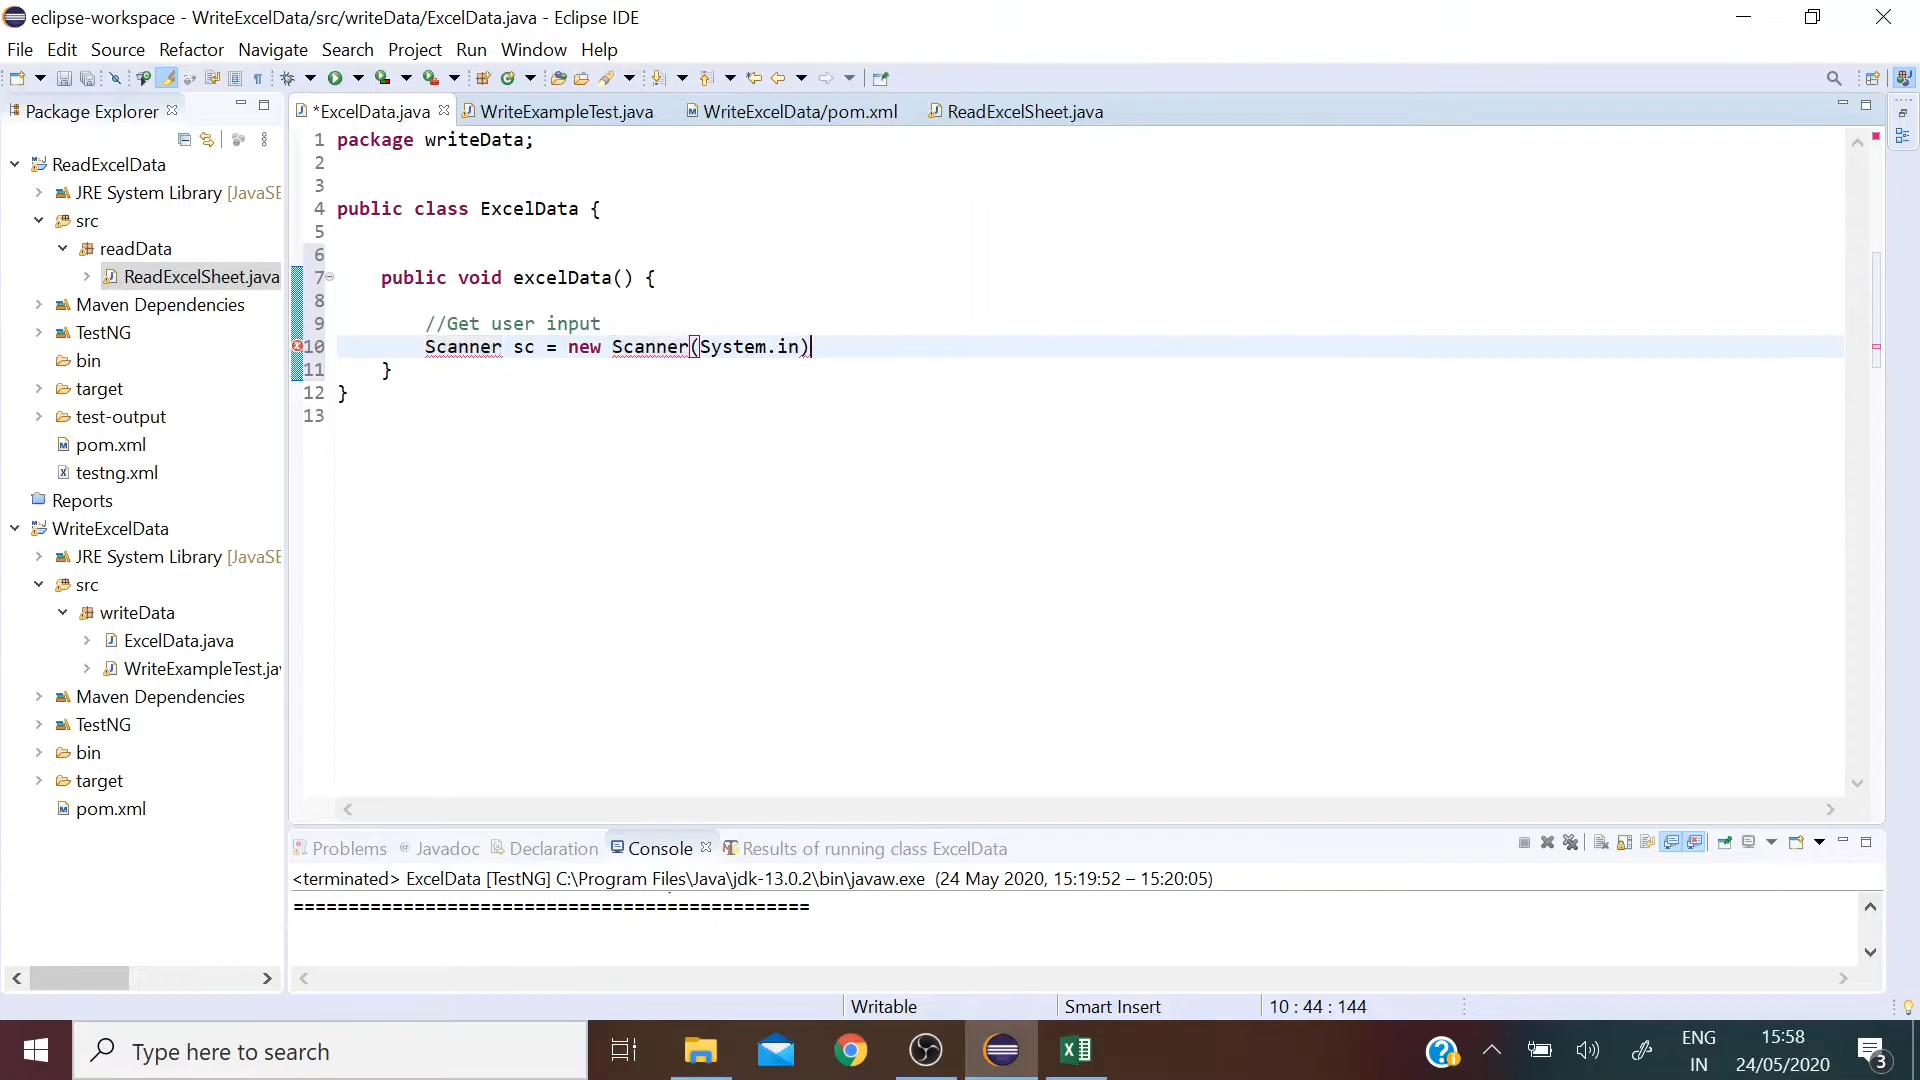 eclipse-workspace - WriteExcelData/src/writeData/ExcelData.java - Eclipse IDE
File Edit Source Refactor Navigate Search Project Run Window Help
Package Explorer
*ExcelData.java WriteExampleTest.java WriteExcelData/pom.xml ReadExcelSheet.java
ReadExcelData
JRE System Library [JavaSE
src
readData
ReadExcelSheet.java
Maven Dependencies
TestNG
bin
target
test-output
pom.xml
testng.xml
Reports
WriteExcelData
JRE System Library [JavaSE
src
writeData
ExcelData.java
WriteExampleTest.jav
Maven Dependencies
TestNG
bin
target
pom.xml
1 package writeData;
2
3
4 public class ExcelData {
5
6
7 public void excelData() {
8
9 //Get user input
10 Scanner sc = new Scanner(System.in)
11 }
12 }
13
Problems Javadoc Declaration Console Results of running class ExcelData
<terminated> ExcelData [TestNG] C:\Program Files\Java\jdk-13.0.2\bin\javaw.exe (24 May 2020, 15:19:52 – 15:20:05)
===============================================
Writable Smart Insert 10 : 44 : 144
Type here to search
ENG
IN
15:58
24/05/2020
3